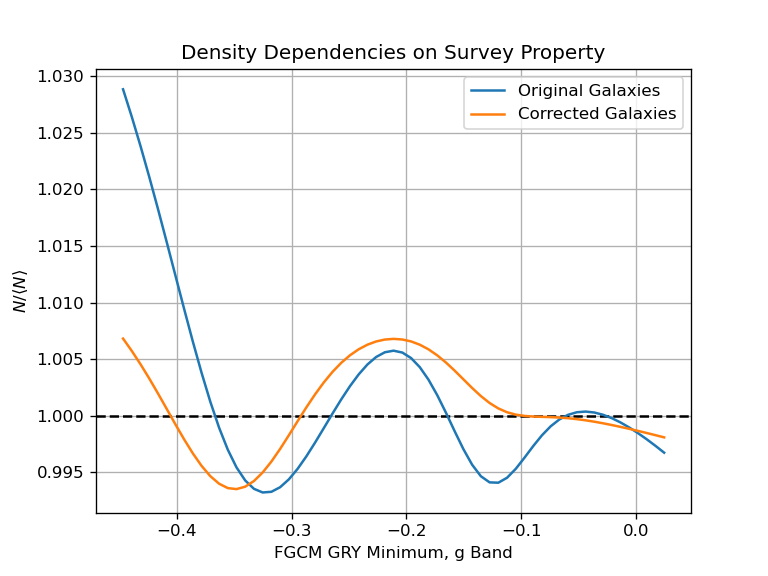 Density Dependencies on Survey Property
1.030
1.025
1.020
1.015
1.010
1.005
1.000
0.995
N/⟨N⟩
Original Galaxies
Corrected Galaxies
−0.4
−0.3
−0.2
−0.1
0.0
FGCM GRY Minimum, g Band